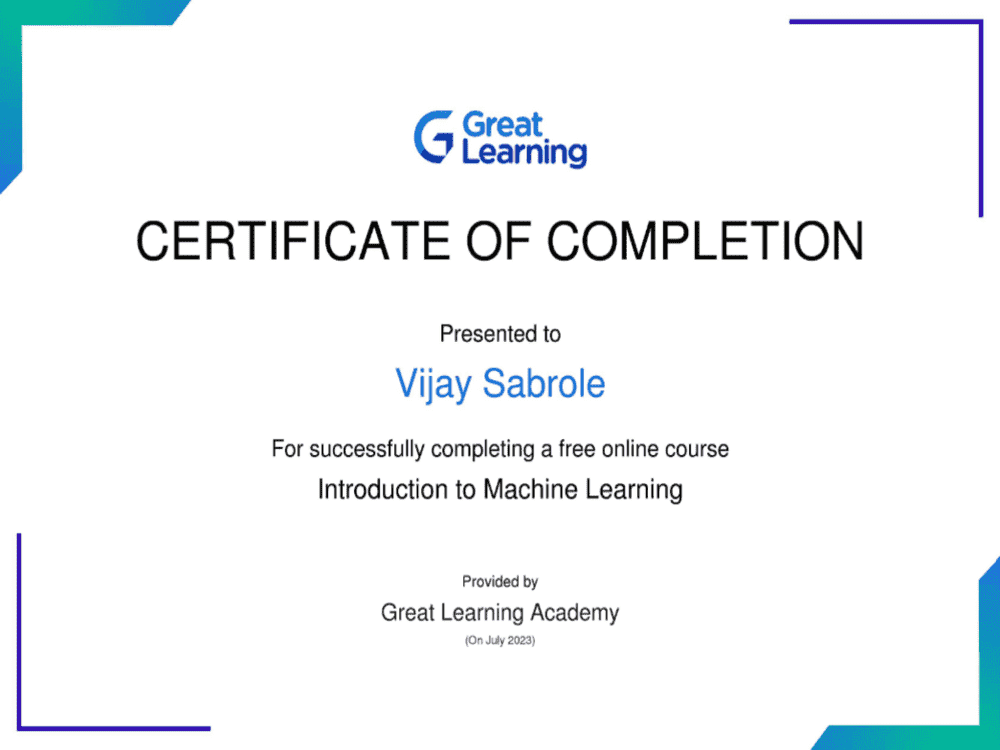 Great
Learning
CERTIFICATE OF COMPLETION
Presented to
Vijay Sabrole
For successfully completing a free online course
Introduction to Machine Learning
Provided by
Great Learning Academy
(On July 2023)